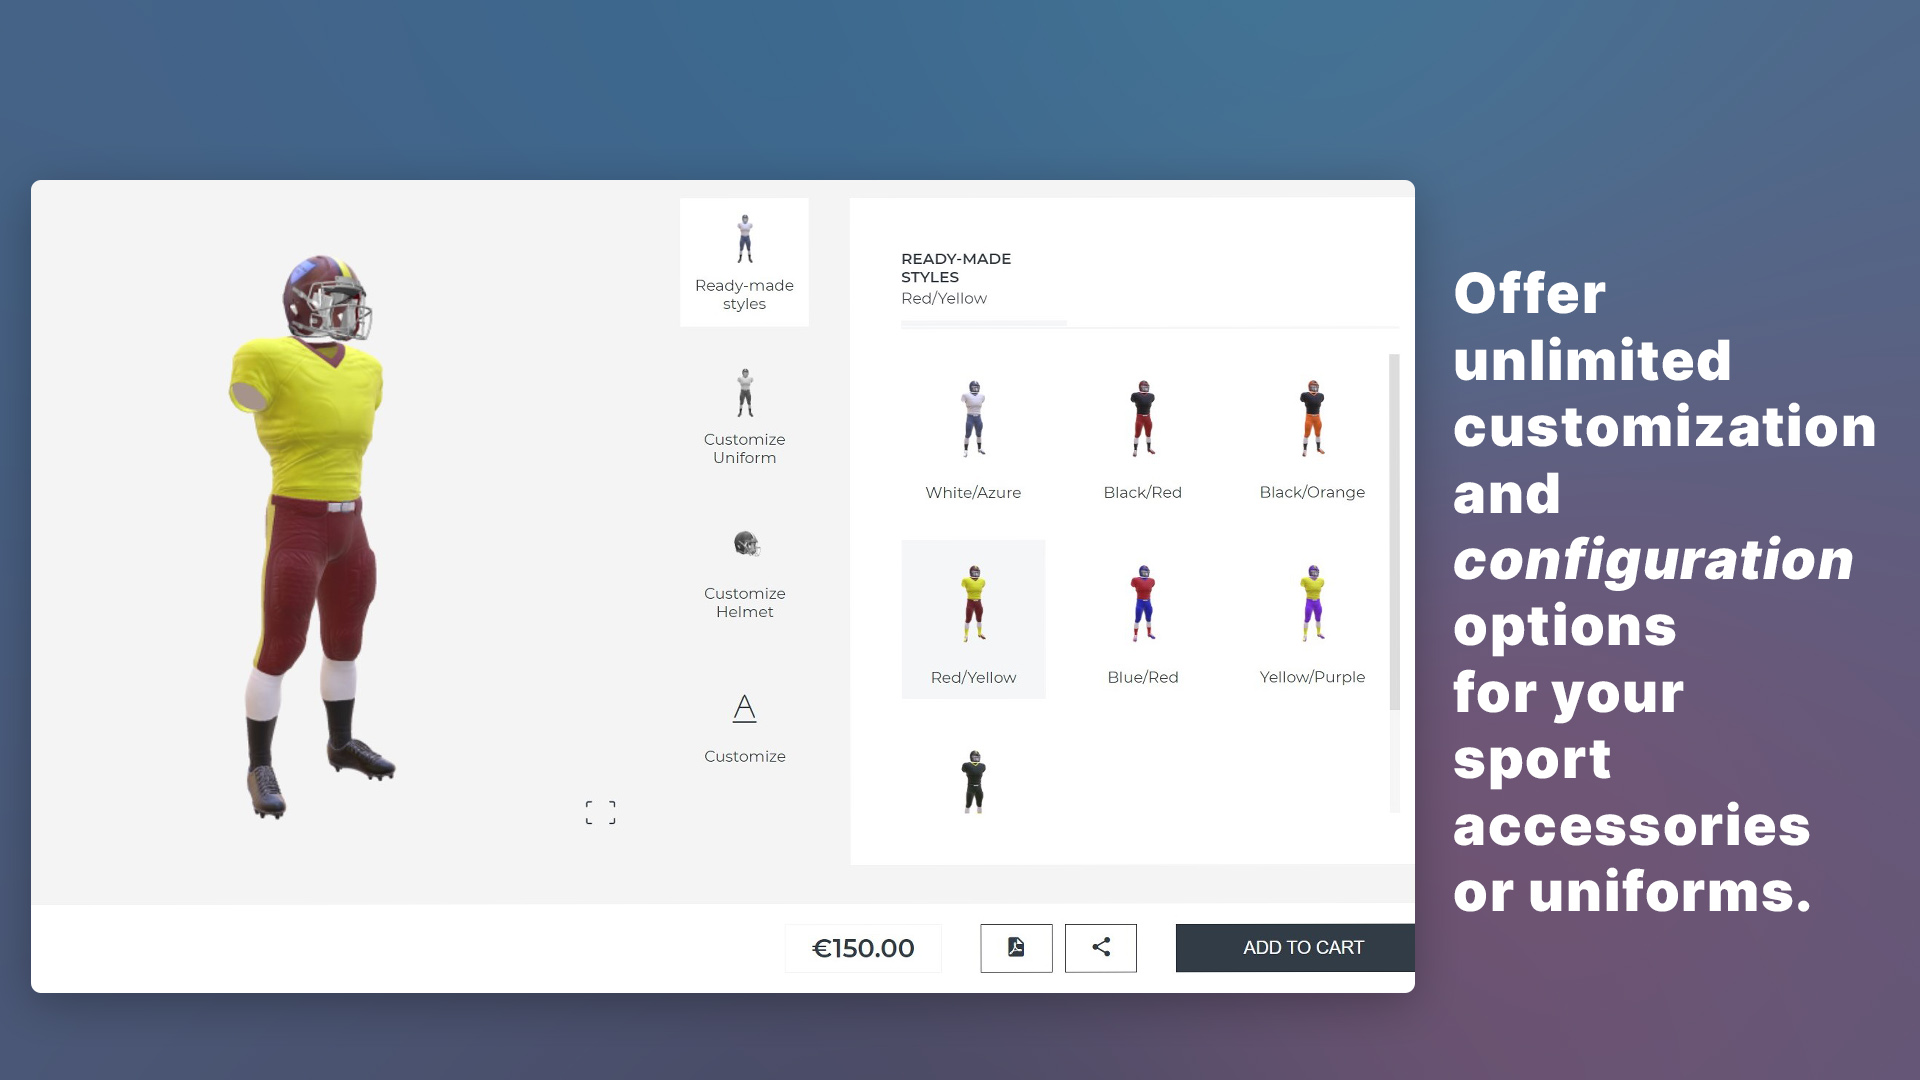 Ready-made
styles
Customize
Uniform
Customize
Helmet
A
Customize
READY-MADE
STYLES
Red/Yellow
White/Azure
Black/Red
Black/Orange
Red/Yellow
Blue/Red
Yellow/Purple
€150.00
ADD TO CART
Offer
unlimited
customization
and
configuration
options
for your
sport
accessories
or uniforms.